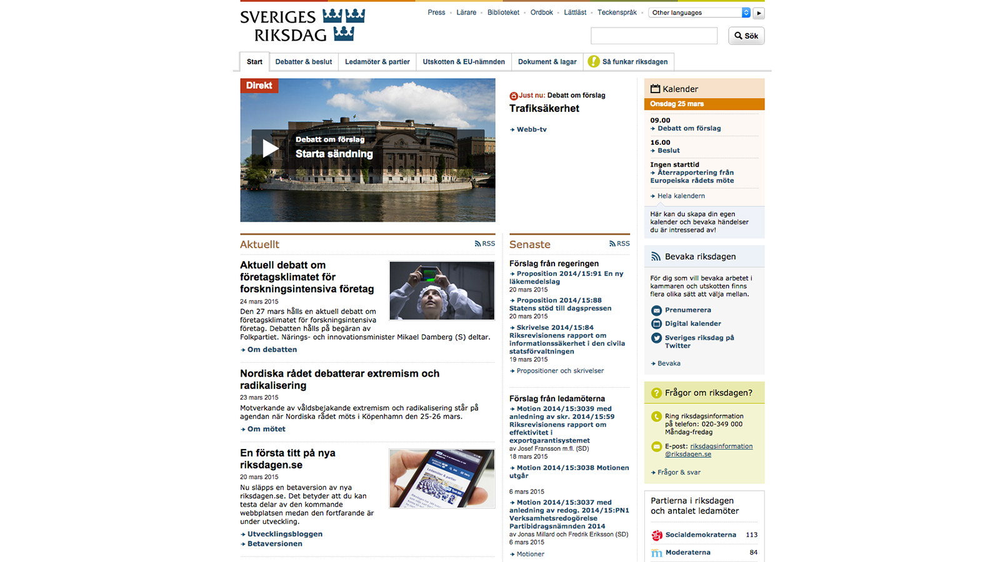 SVERIGES
RIKSDAG
Press
Lärare
Biblioteket
Ordbok
Lättläst
Teckenspråk
Other languages
Sök
Start
Debatter & beslut
Ledamöter & partier
Utskotten & EU-nämnden
Dokument & lagar
Så funkar riksdagen
Direkt
Debatt om förslag
Starta sändning
Just nu: Debatt om förslag
Trafiksäkerhet
Webb-tv
Aktuellt
RSS
Aktuell debatt om
företagsklimatet för
forskningsintensiva företag
24 mars 2015
Den 27 mars hålls en aktuell debatt om
företagsklimatet för forskningsintensiva
företag. Debatten hålls på begäran av
Folkpartiet. Närings- och innovationsminister Mikael Damberg (S) deltar.
Om debatten
Nordiska rådet debatterar extremism och
radikalisering
23 mars 2015
Motverkande av våldsbejakande extremism och radikalisering står på
agendan när Nordiska rådet möts i Köpenhamn den 25-26 mars.
Om mötet
En första titt på nya
riksdagen.se
20 mars 2015
Nu släpps en betaversion av nya
riksdagen.se. Det betyder att du kan
testa delar av den kommande
webbplatsen medan den fortfarande är
under utveckling.
Utvecklingsbloggen
Betaversionen
Ledamöter & partier
Senaste
RSS
Förslag från regeringen
Proposition 2014/15:91 En ny
läkemedelslag
20 mars 2015
Proposition 2014/15:88
Statens stöd till dagspressen
20 mars 2015
Skrivelse 2014/15:84
Riksrevisionens rapport om
informationssäkerhet i den civila
statsförvaltningen
19 mars 2015
Propositioner och skrivelser
Förslag från ledamöterna
Motion 2014/15:3039 med
anledning av skr. 2014/15:59
Riksrevisionens rapport om
effektivitet i
exportgarantisystemet
av Josef Fransson m.fl. (SD)
18 mars 2015
Motion 2014/15:3038 Motionen
utgår
6 mars 2015
Motion 2014/15:3037 med
anledning av redog. 2014/15:PN1
Verksamhetsredogörelse
Partibidragsnämnden 2014
av Jonas Millard och Fredrik Eriksson (SD)
6 mars 2015
Motioner
Kalender
Onsdag 25 mars
09.00
Debatt om förslag
16.00
Beslut
Ingen starttid
Återrapportering från
Europeiska rådets möte
Hela kalendern
Här kan du skapa din egen
kalender och bevaka händelser
du är intresserad av!
Bevaka riksdagen
För dig som vill bevaka arbetet i
kammaren och utskotten finns
flera olika sätt att välja mellan.
Prenumerera
Digital kalender
Sveriges riksdag på
Twitter
Bevaka
Frågor om riksdagen?
Ring riksdagsinformation
på telefon: 020-349 000
Måndag-fredag
E-post: riksdagsinformation
@riksdagen.se
Frågor & svar
Partierna i riksdagen
och antalet ledamöter
Socialdemokraterna 113
Moderaterna 84